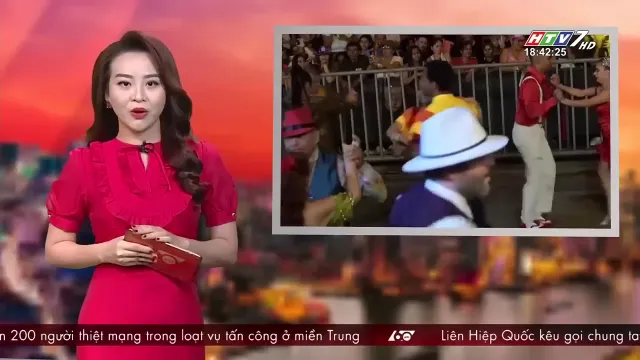 HTV7 HD
18:42:25
n 200 người thiệt mạng trong loạt vụ tấn công ở miền Trung 60 Liên Hiệp Quốc kêu gọi chung ta